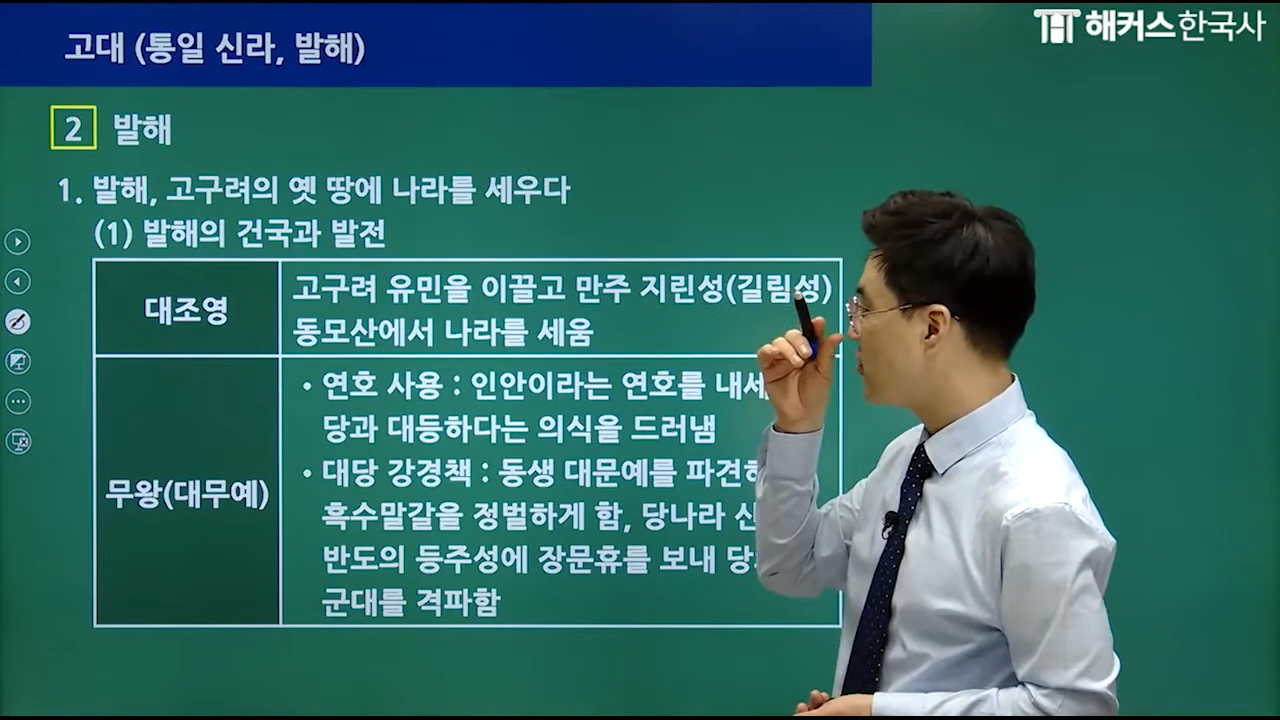 해커스한국사
고대 (통일 신라, 발해)
2 발해
1. 발해, 고구려의 옛 땅에 나라를 세우다
(1) 발해의 건국과 발전
대조영
고구려 유민을 이끌고 만주 지린성(길림성)
동모산에서 나라를 세움
무왕(대무예)
• 연호 사용 : 인안이라는 연호를
당과 대등하다는 의식을 드러냄
• 대당 강경책 : 동생 대문예를
흑수말갈을 정벌하게 함, 당나라
반도의 등주성에 장문휴를 보내
군대를 격파함